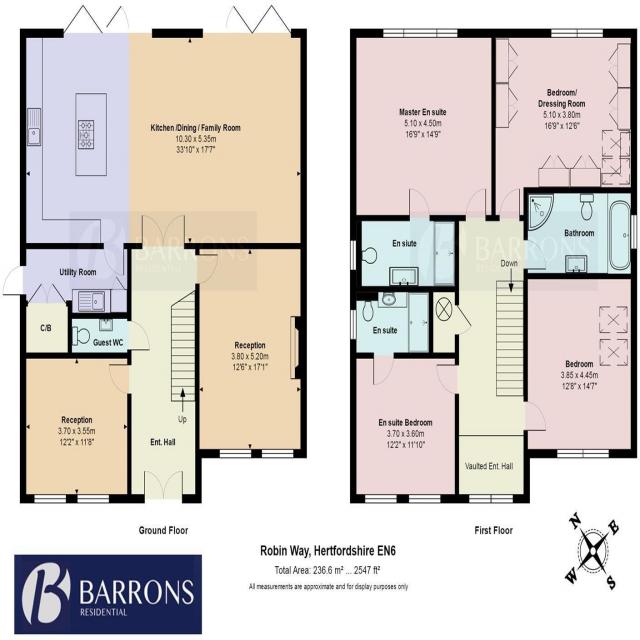 Kitchen /Dining / Family Room
10.30 x 5.35m
33'10" x 17'7"
BARRONS
RESIDENTIAL
Utility Room
C/B
Guest WC
Reception
3.80 x 5.20m
12'6" x 17'1"
Reception
3.70 x 3.55m
12'2" x 11'8"
Up
Ent. Hall
Ground Floor
Master En suite
5.10 x 4.50m
16'9" x 14'9"
Bedroom/
Dressing Room
5.10 x 3.80m
16'9" x 12'6"
BARRONS
RESIDENTIAL
En suite
Bathroom
Down
En suite
Bedroom
3.85 x 4.45m
12'8" x 14'7"
En suite Bedroom
3.70 x 3.60m
12'2" x 11'10"
Vaulted Ent. Hall
First Floor
BARRONS
RESIDENTIAL
Robin Way, Hertfordshire EN6
Total Area: 236.6 m² ... 2547 ft²
All measurements are approximate and for display purposes only
N
E
W
S